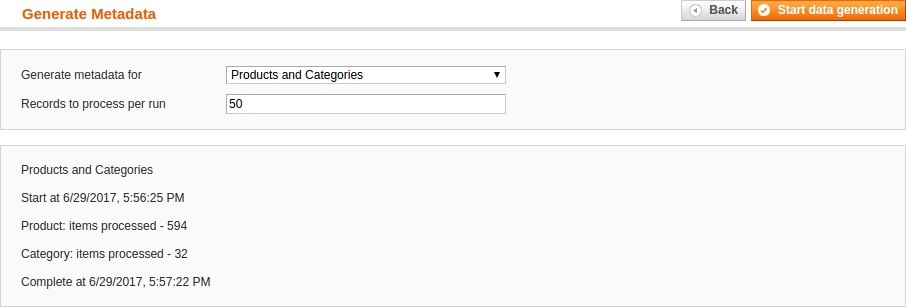 Generate Metadata
Back
Start data generation
Generate metadata for
Products and Categories
Records to process per run
50
Products and Categories
Start at 6/29/2017, 5:56:25 PM
Product: items processed - 594
Category: items processed - 32
Complete at 6/29/2017, 5:57:22 PM